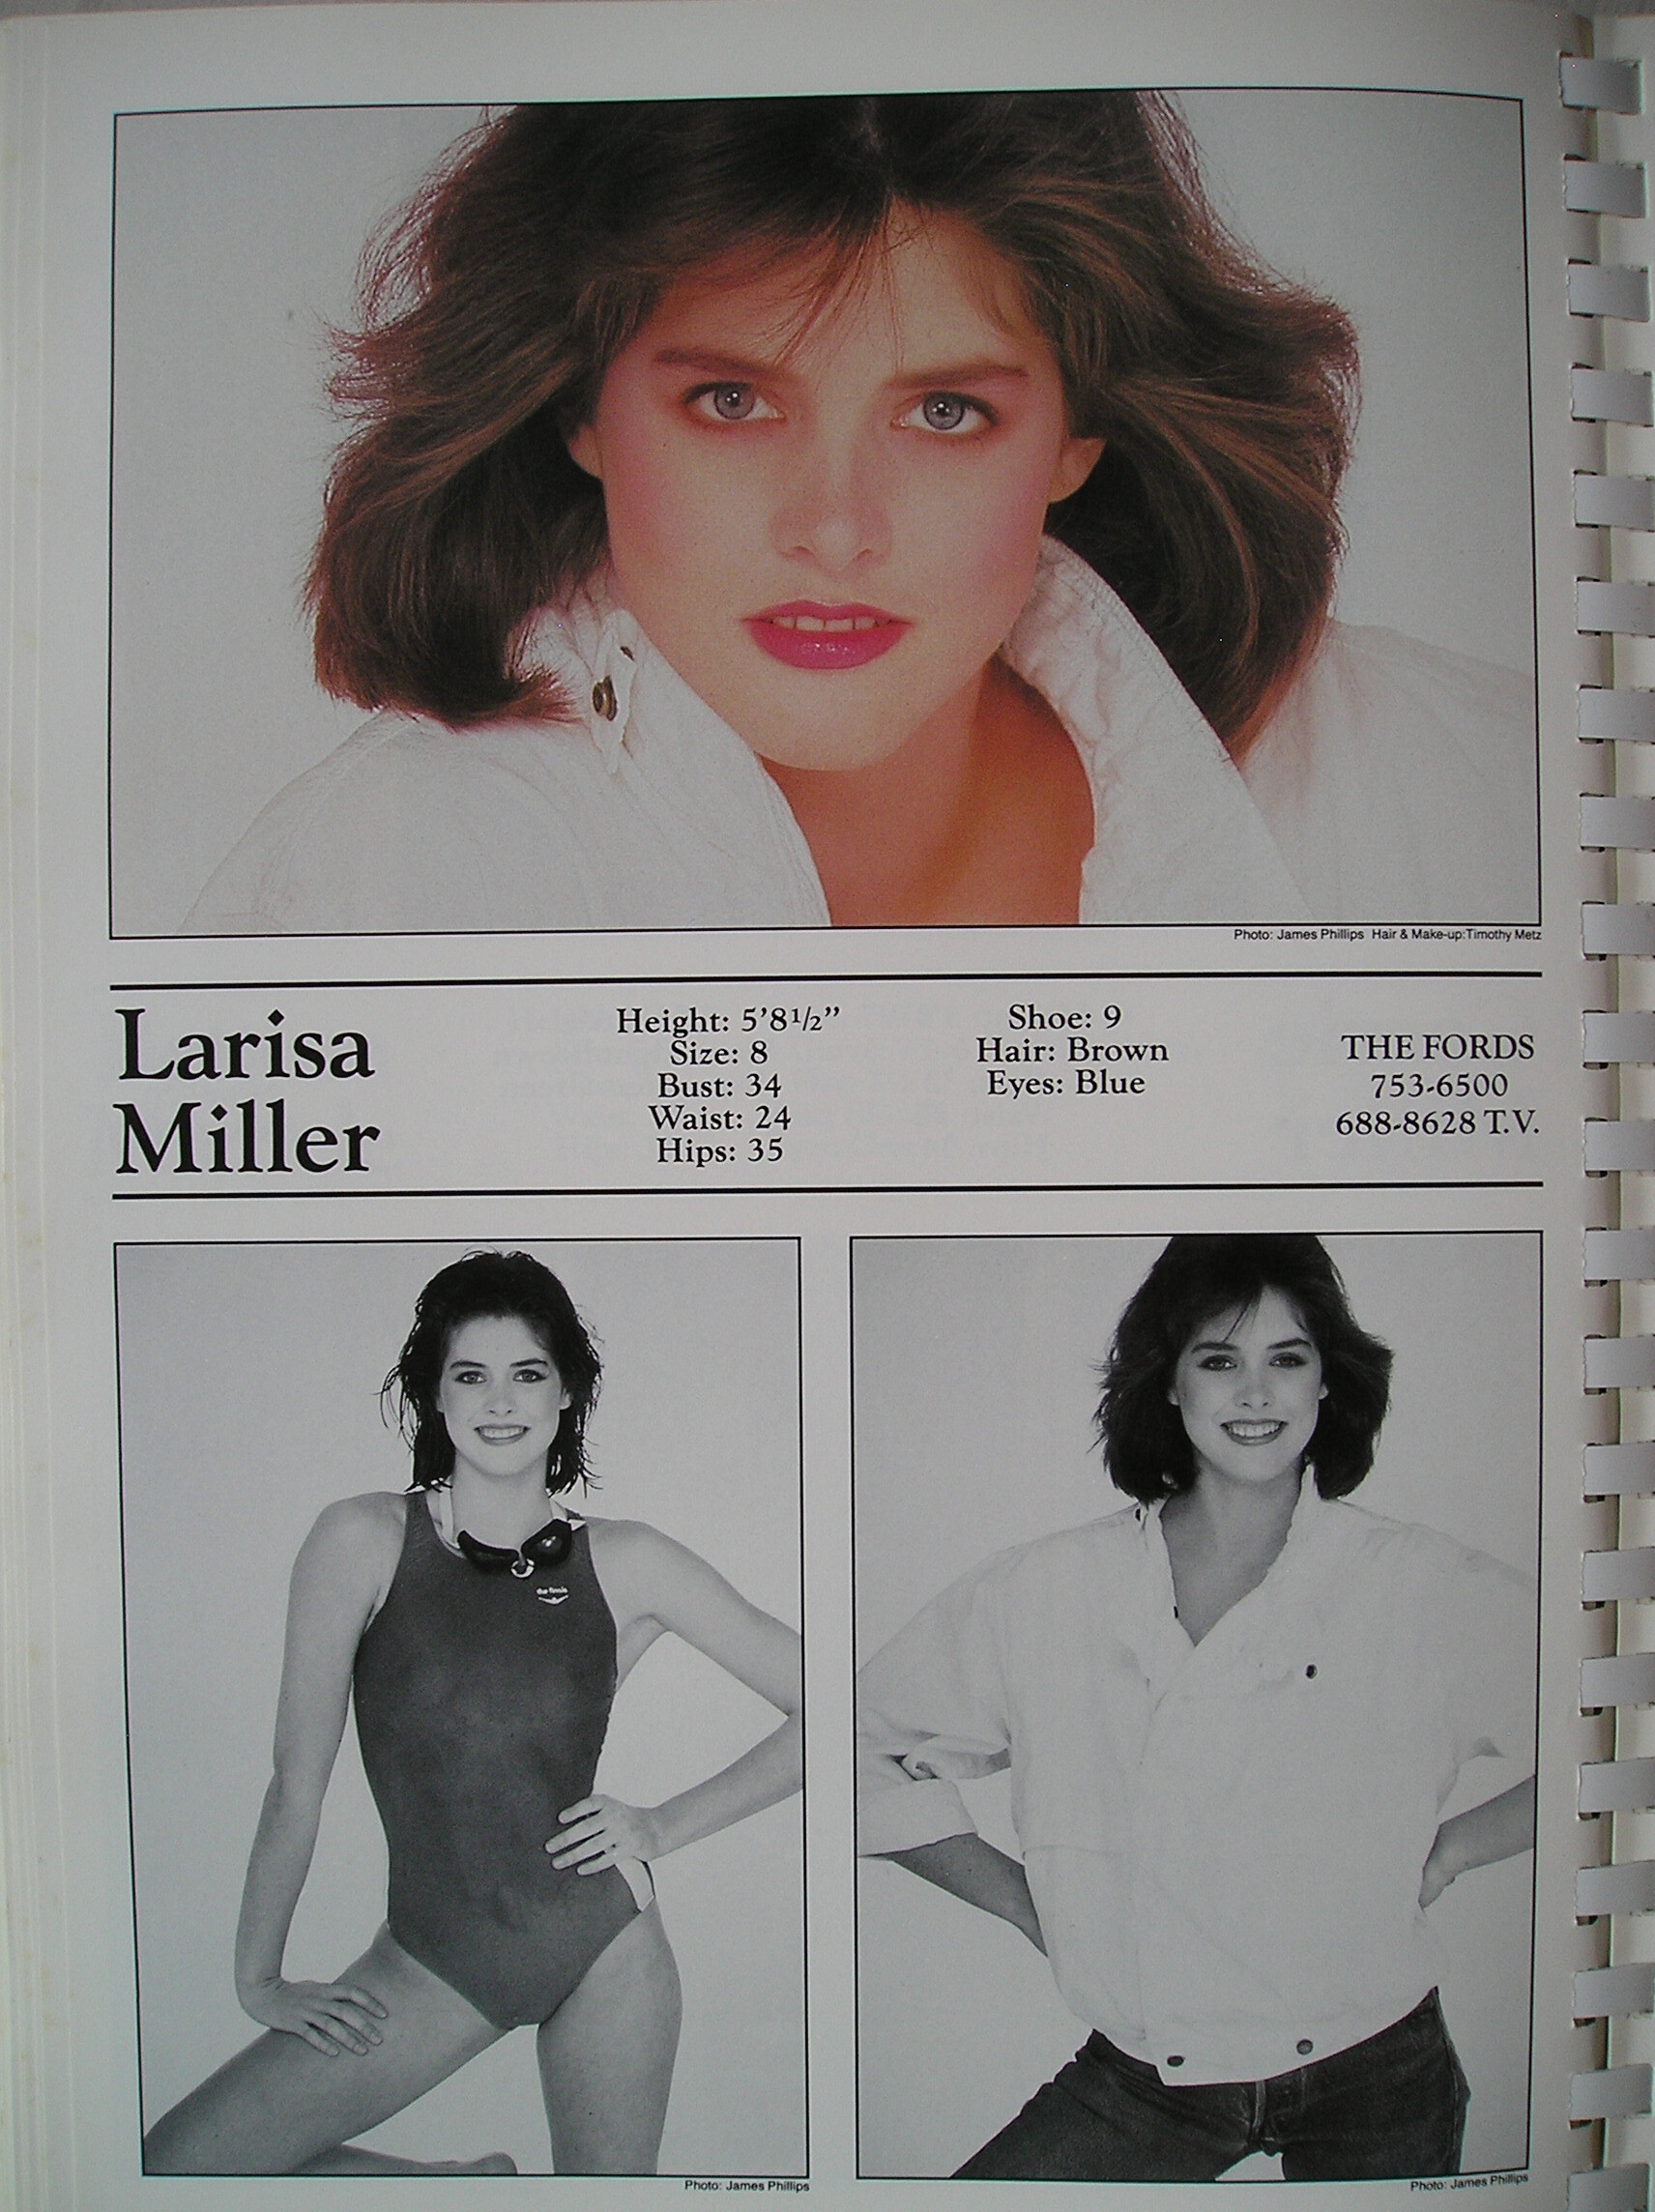 Photo: James Phillips Hair & Make-up:Timothy Metz
Larisa
Miller
Height: 5'8½"
Size: 8
Bust: 34
Waist: 24
Hips: 35
Shoe: 9
Hair: Brown
Eyes: Blue
THE FORDS
753-6500
688-8628 T.V.
the finals
Photo: James Phillips
Photo: James Phillips